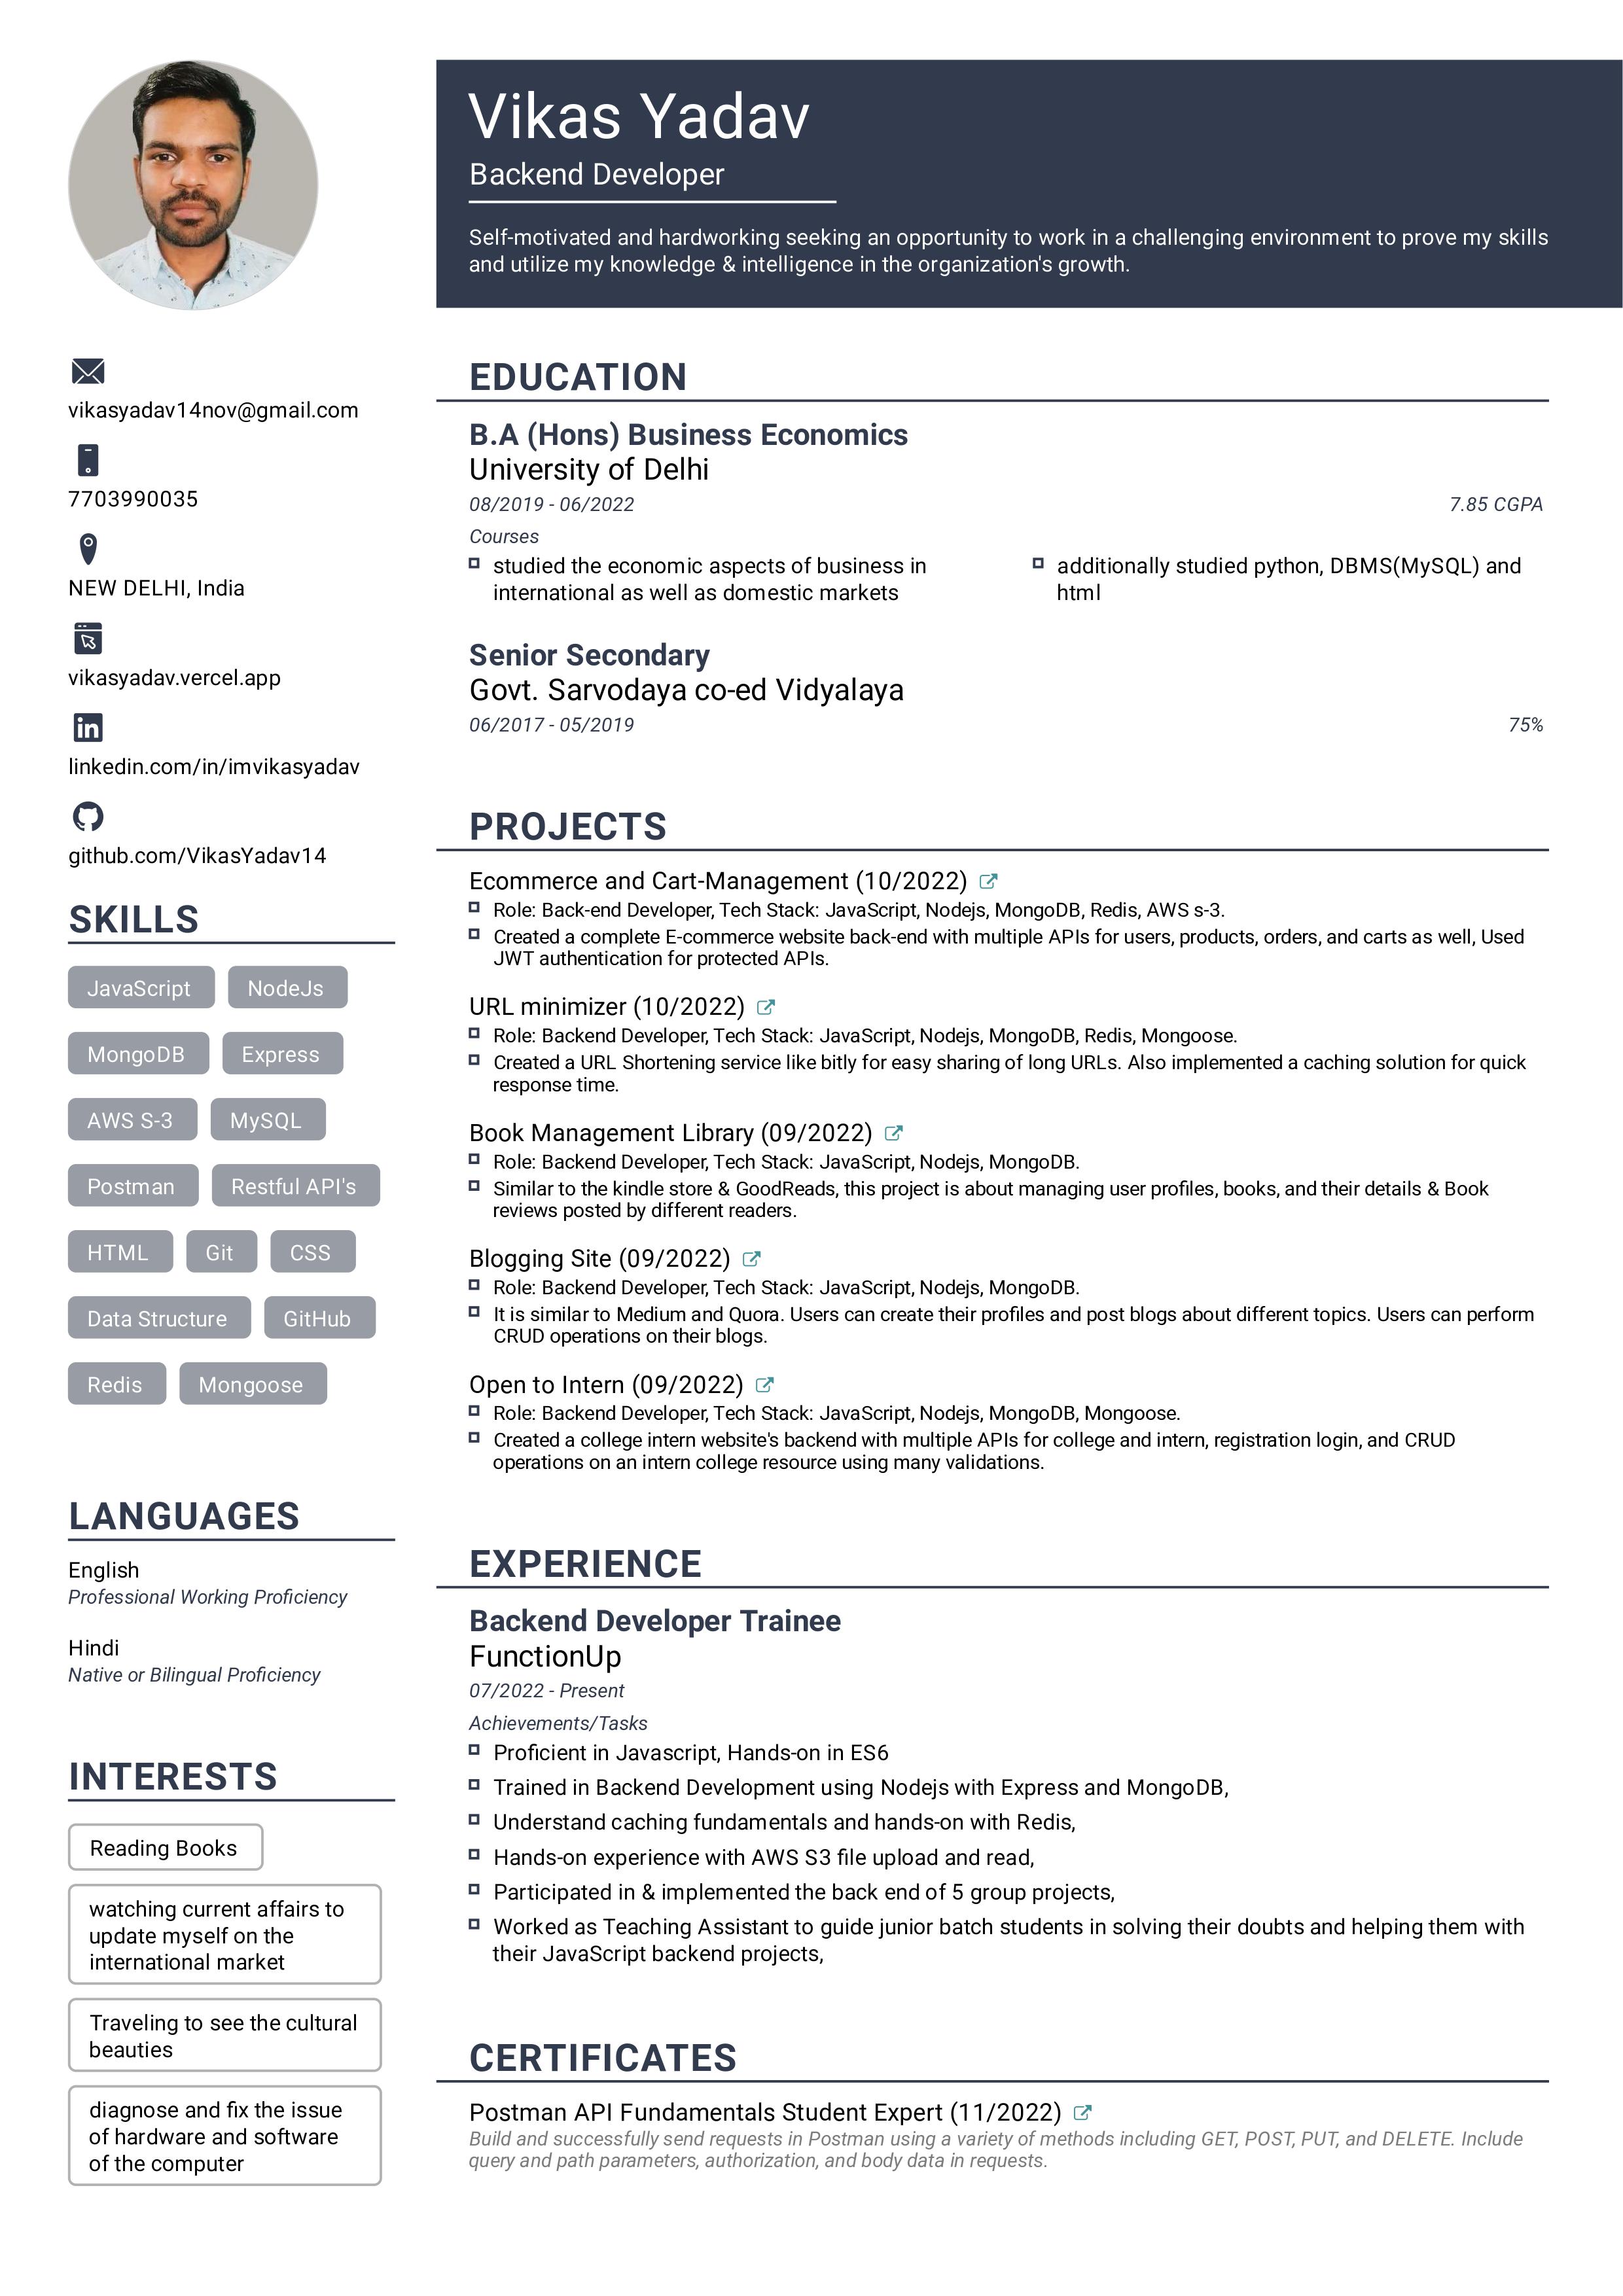 Vikas Yadav
Backend Developer
Self-motivated and hardworking seeking an opportunity to work in a challenging environment to prove my skills
and utilize my knowledge & intelligence in the organization's growth.
vikasyadav14nov@gmail.com
7703990035
NEW DELHI, India
vikasyadav.vercel.app
linkedin.com/in/imvikasyadav
github.com/VikasYadav14
SKILLS
JavaScript NodeJs
MongoDB Express
AWS S-3 MySQL
Postman Restful API's
HTML Git CSS
Data Structure GitHub
Redis Mongoose
LANGUAGES
English
Professional Working Proficiency
Hindi
Native or Bilingual Proficiency
INTERESTS
Reading Books
watching current affairs to
update myself on the
international market
Traveling to see the cultural
beauties
diagnose and fix the issue
of hardware and software
of the computer
EDUCATION
B.A (Hons) Business Economics
University of Delhi
08/2019 - 06/2022 7.85 CGPA
Courses
studied the economic aspects of business in
international as well as domestic markets
additionally studied python, DBMS(MySQL) and
html
Senior Secondary
Govt. Sarvodaya co-ed Vidyalaya
06/2017 - 05/2019 75%
PROJECTS
Ecommerce and Cart-Management (10/2022)
Role: Back-end Developer, Tech Stack: JavaScript, Nodejs, MongoDB, Redis, AWS s-3.
Created a complete E-commerce website back-end with multiple APIs for users, products, orders, and carts as well, Used
JWT authentication for protected APIs.
URL minimizer (10/2022)
Role: Backend Developer, Tech Stack: JavaScript, Nodejs, MongoDB, Redis, Mongoose.
Created a URL Shortening service like bitly for easy sharing of long URLs. Also implemented a caching solution for quick
response time.
Book Management Library (09/2022)
Role: Backend Developer, Tech Stack: JavaScript, Nodejs, MongoDB.
Similar to the kindle store & GoodReads, this project is about managing user profiles, books, and their details & Book
reviews posted by different readers.
Blogging Site (09/2022)
Role: Backend Developer, Tech Stack: JavaScript, Nodejs, MongoDB.
It is similar to Medium and Quora. Users can create their profiles and post blogs about different topics. Users can perform
CRUD operations on their blogs.
Open to Intern (09/2022)
Role: Backend Developer, Tech Stack: JavaScript, Nodejs, MongoDB, Mongoose.
Created a college intern website's backend with multiple APIs for college and intern, registration login, and CRUD
operations on an intern college resource using many validations.
EXPERIENCE
Backend Developer Trainee
FunctionUp
07/2022 - Present
Achievements/Tasks
Proficient in Javascript, Hands-on in ES6
Trained in Backend Development using Nodejs with Express and MongoDB,
Understand caching fundamentals and hands-on with Redis,
Hands-on experience with AWS S3 file upload and read,
Participated in & implemented the back end of 5 group projects,
Worked as Teaching Assistant to guide junior batch students in solving their doubts and helping them with
their JavaScript backend projects,
CERTIFICATES
Postman API Fundamentals Student Expert (11/2022)
Build and successfully send requests in Postman using a variety of methods including GET, POST, PUT, and DELETE. Include
query and path parameters, authorization, and body data in requests.